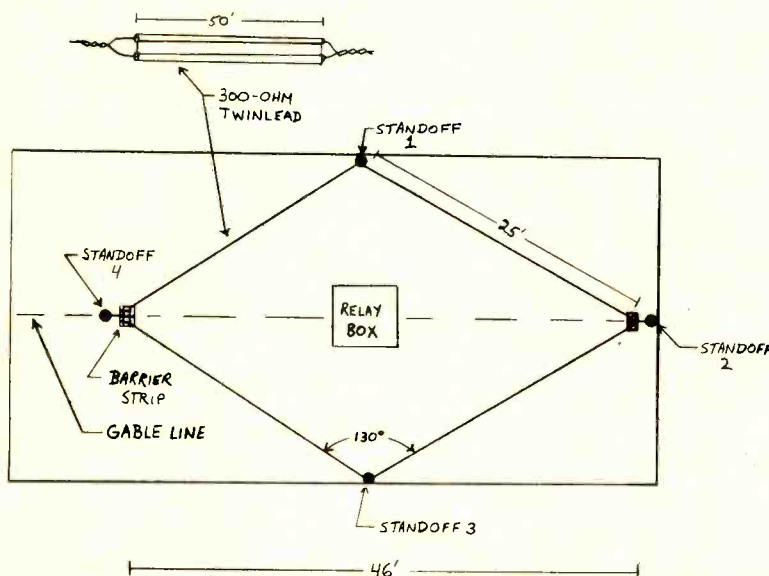 50'
300-OHM
TWINLEAD
STANDOFF
1
25'
STANDOFF
4
RELAY
BOX
STANDOFF
2
BARRIER
STRIP
GABLE LINE
130°
STANDOFF 3
46'